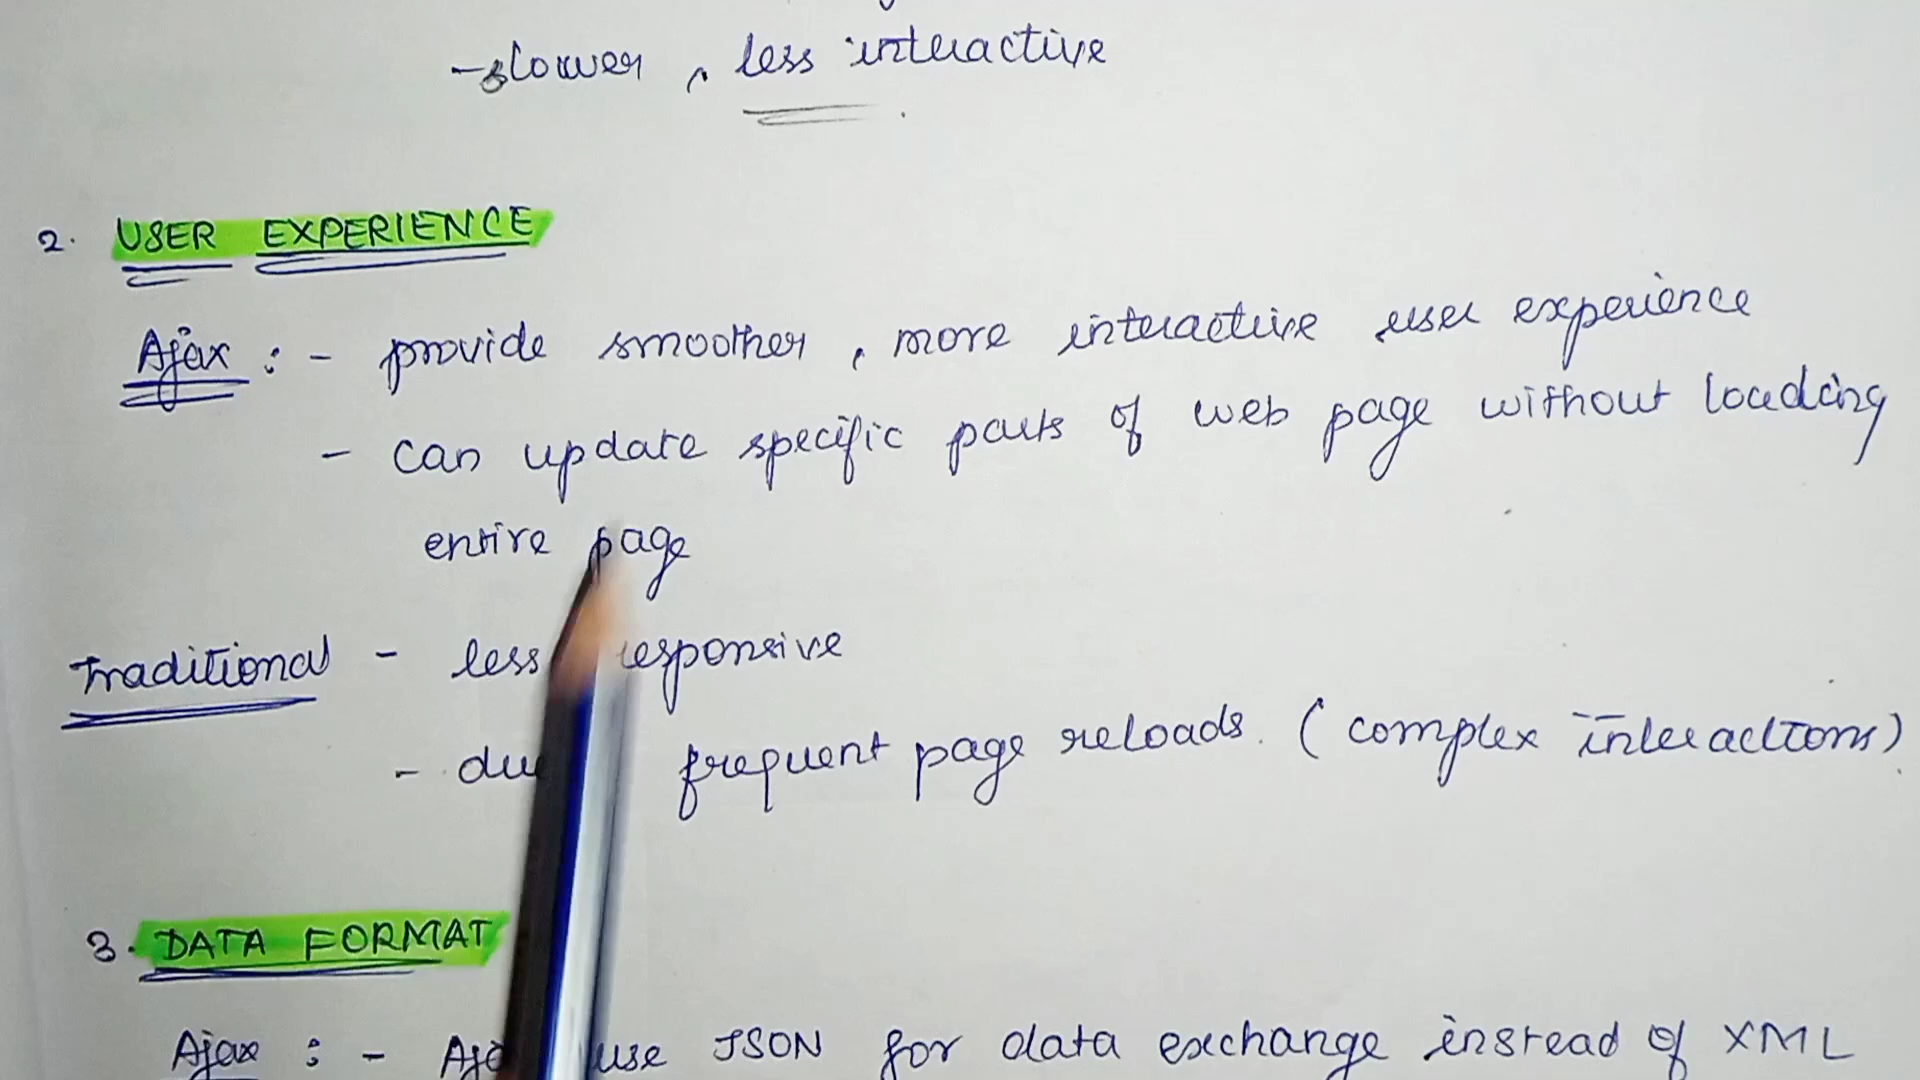 - slower, less interactive
2. USER EXPERIENCE
Ajax : - provide smoother, more interactive user experience
- can update specific parts of web page without loading
entire page
Traditional - less responsive
- due frequent page reloads. (complex interactions)
3. DATA FORMAT
Ajax : - use JSON for data exchange instead of XML